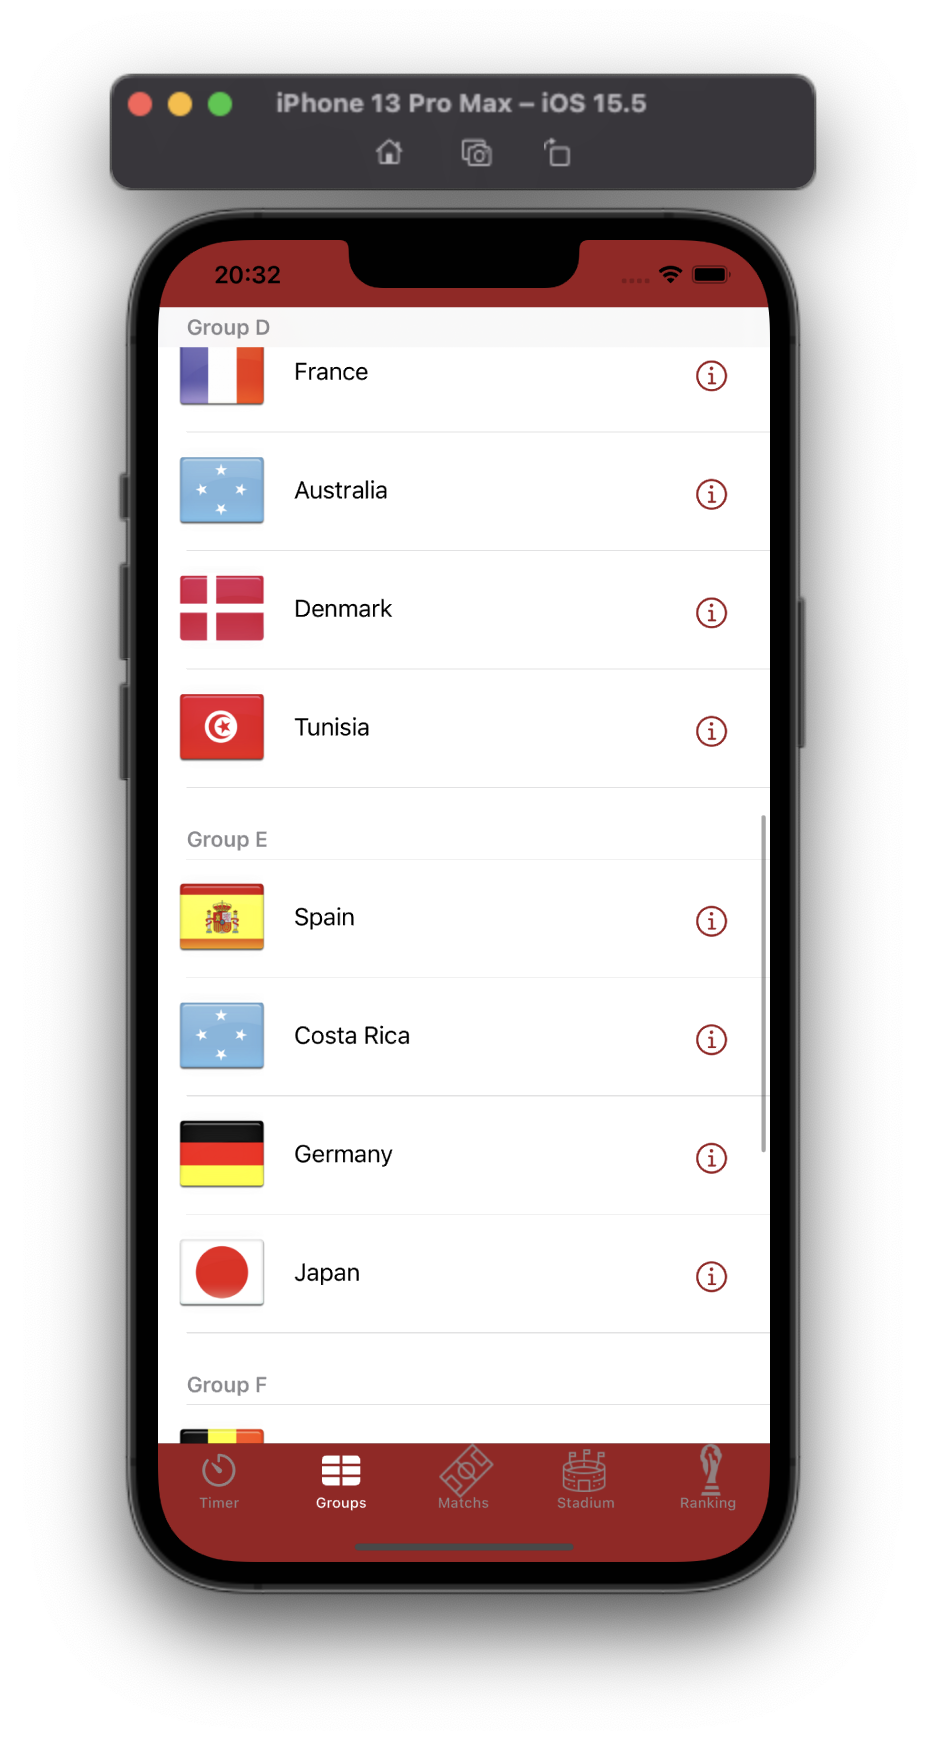 iPhone 13 Pro Max – iOS 15.5
20:32
Group D
France
Australia
Denmark
Tunisia
Group E
Spain
Costa Rica
Germany
Japan
Group F
Timer
Groups
Matchs
Stadium
Ranking